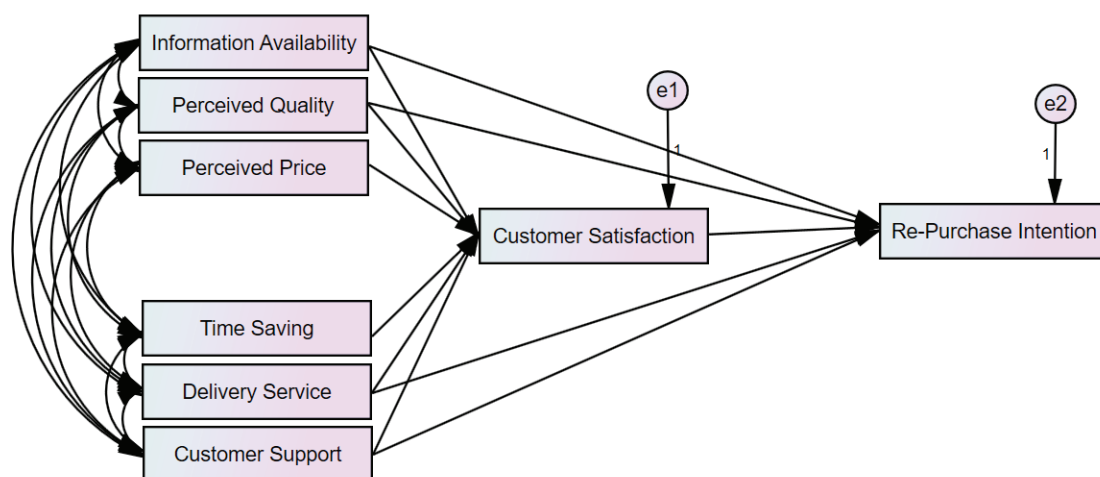 Information Availability
Perceived Quality
Perceived Price
e1
1
e2
1
Customer Satisfaction
Re-Purchase Intention
Time Saving
Delivery Service
Customer Support